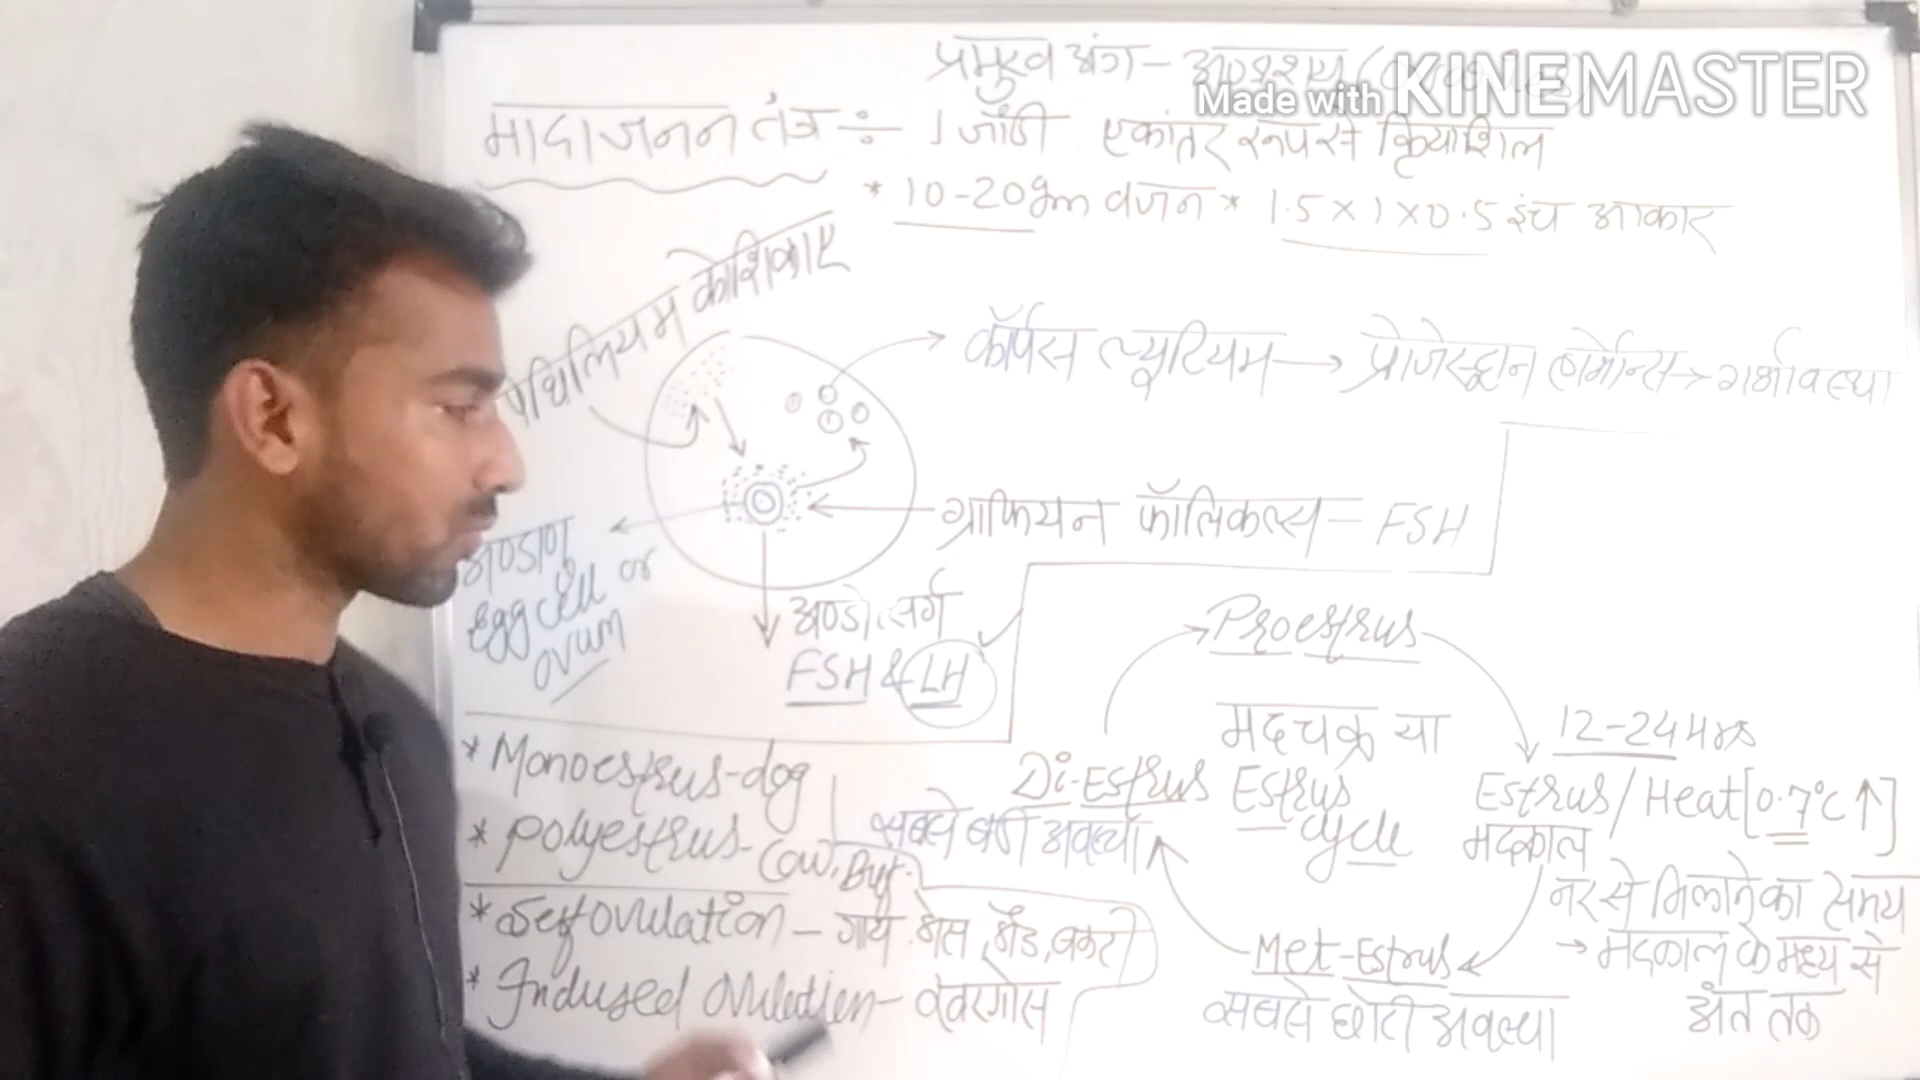 प्रमुख अंग - अण्डाशय
Made with KINEMASTER
मादाजनन तंत्र ÷ 1 जोड़ी एकांतर रूप से क्रियाशिल
* 10-20gm वजन * 1.5 x 1 x 0.5 इंच आकार
एपिथिलियम कोशिकाए
कॉर्पस ल्यूटियम → प्रोजेस्ट्रान हार्मोन्स → गर्भावस्था
ग्राफियन फॉलिकल्स - FSH
अण्डाणु
Egg cell or
ovum
अण्डोत्सर्ग
FSH & LH
Proestrus
मदचक्र या
Estrus
cycle
12-24 Hrs
Estrus / Heat [0.7°C ↑]
मदकाल
नर से मिलाने का समय
→ मदकाल के मध्य से
अंत तक
Met-Estrus
सबसे छोटी अवस्था
Di-Estrus
सबसे बडी अवस्था
* Monoestrus-dog
* Polyestrus- Cow, Buf.
* Self ovulation - गाय, भैस, भेंड, बकरी
* Indused ovulation - खरगोस